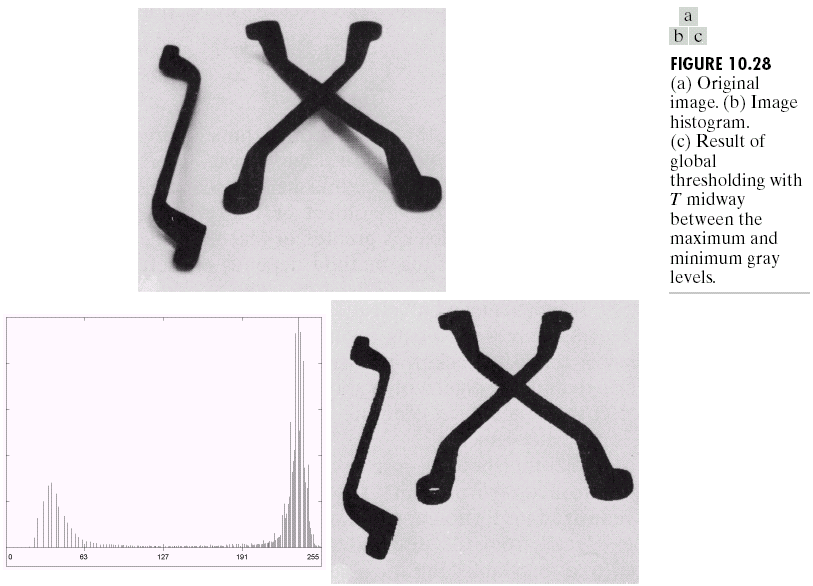 a
b c
FIGURE 10.28
(a) Original
image. (b) Image
histogram.
(c) Result of
global
thresholding with
T midway
between the
maximum and
minimum gray
levels.
0 63 127 191 255